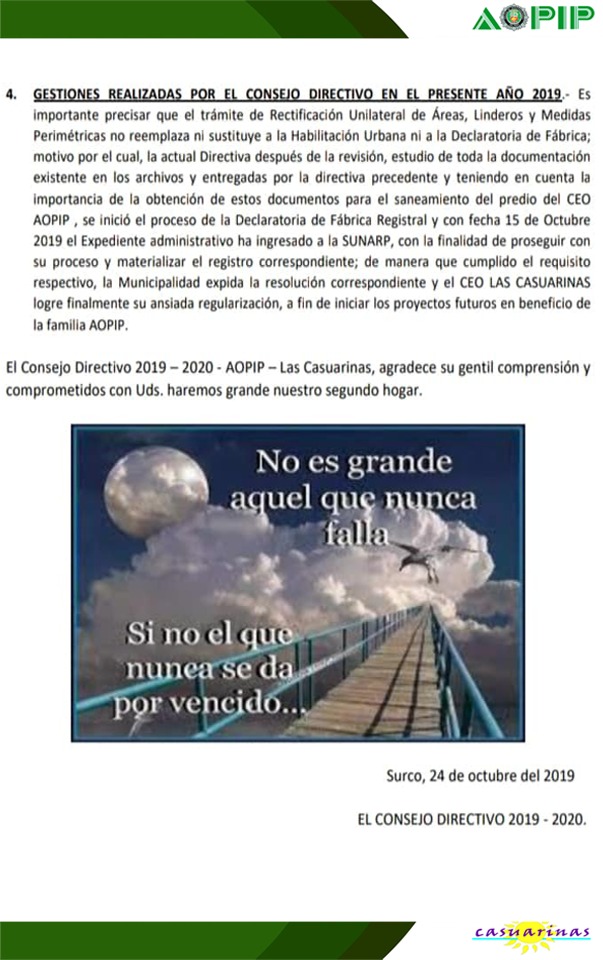 AOPIP
4. GESTIONES REALIZADAS POR EL CONSEJO DIRECTIVO EN EL PRESENTE AÑO 2019.- Es
importante precisar que el trámite de Rectificación Unilateral de Áreas, Linderos y Medidas
Perimétricas no reemplaza ni sustituye a la Habilitación Urbana ni a la Declaratoria de Fábrica;
motivo por el cual, la actual Directiva después de la revisión, estudio de toda la documentación
existente en los archivos y entregadas por la directiva precedente y teniendo en cuenta la
importancia de la obtención de estos documentos para el saneamiento del predio del CEO
AOPIP , se inició el proceso de la Declaratoria de Fábrica Registral y con fecha 15 de Octubre
2019 el Expediente administrativo ha ingresado a la SUNARP, con la finalidad de proseguir con
su proceso y materializar el registro correspondiente; de manera que cumplido el requisito
respectivo, la Municipalidad expida la resolución correspondiente y el CEO LAS CASUARINAS
logre finalmente su ansiada regularización, a fin de iniciar los proyectos futuros en beneficio de
la familia AOPIP.
El Consejo Directivo 2019 – 2020 - AOPIP – Las Casuarinas, agradece su gentil comprensión y
comprometidos con Uds. haremos grande nuestro segundo hogar.
No es grande
aquel que nunca
falla
Si no el que
nunca se da
por vencido...
Surco, 24 de octubre del 2019
EL CONSEJO DIRECTIVO 2019 - 2020.
casuarinas